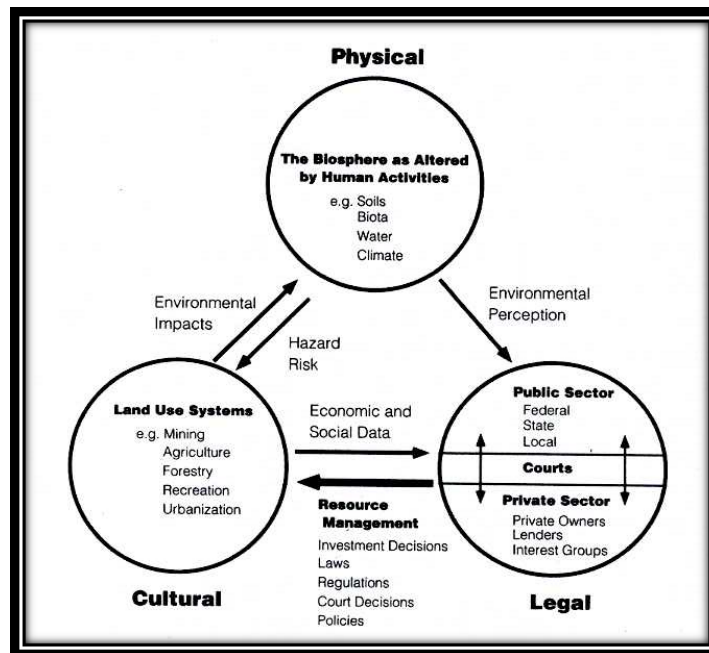 Physical
The Biosphere as Altered
by Human Activities
e.g. Soils
Biota
Water
Climate
Environmental
Impacts
Hazard
Risk
Environmental
Perception
Land Use Systems
e.g. Mining
Agriculture
Forestry
Recreation
Urbanization
Cultural
Economic and
Social Data
Resource
Management
Investment Decisions
Laws
Regulations
Court Decisions
Policies
Public Sector
Federal
State
Local
Courts
Private Sector
Private Owners
Lenders
Interest Groups
Legal